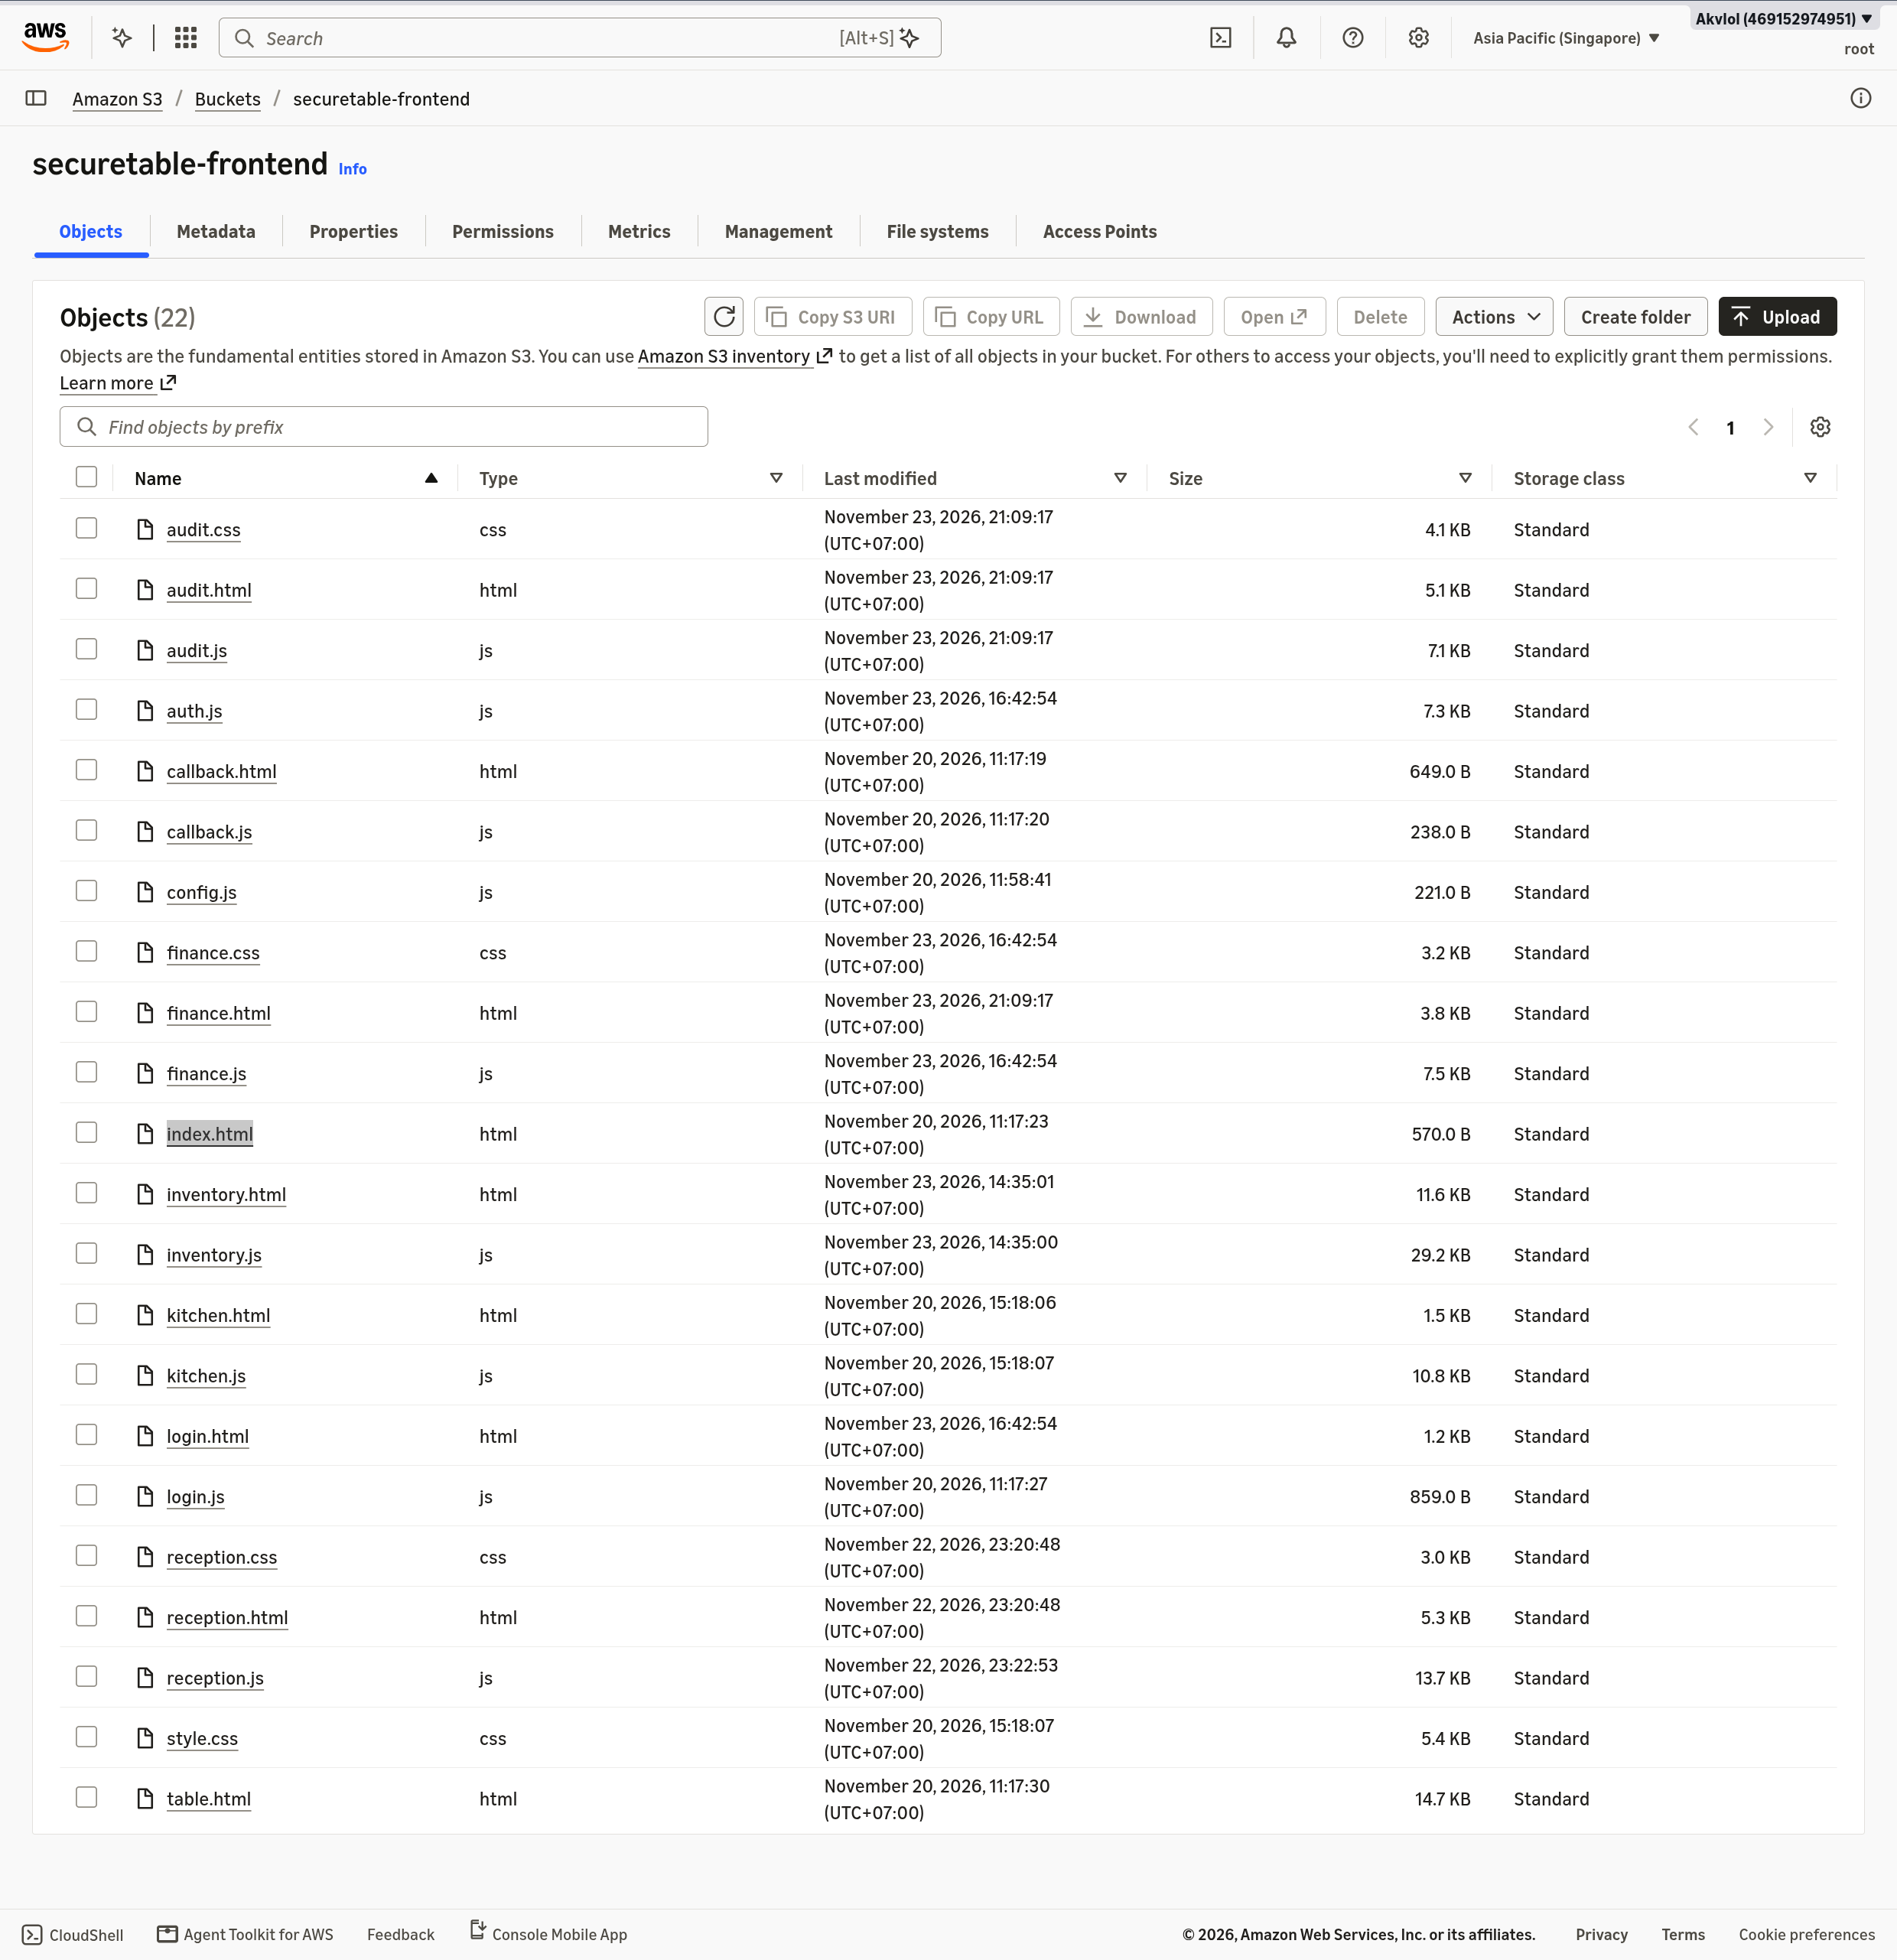 aws
Search [Alt+S]
Asia Pacific (Singapore) ▼
Akvlol (469152974951) ▼
root
Amazon S3 / Buckets / securetable-frontend
securetable-frontend Info
Objects Metadata Properties Permissions Metrics Management File systems Access Points
Objects (22)
Copy S3 URI Copy URL Download Open Delete Actions Create folder Upload
Objects are the fundamental entities stored in Amazon S3. You can use Amazon S3 inventory to get a list of all objects in your bucket. For others to access your objects, you'll need to explicitly grant them permissions.
Learn more
Find objects by prefix
1
Name Type Last modified Size Storage class
audit.css css November 23, 2026, 21:09:17 (UTC+07:00) 4.1 KB Standard
audit.html html November 23, 2026, 21:09:17 (UTC+07:00) 5.1 KB Standard
audit.js js November 23, 2026, 21:09:17 (UTC+07:00) 7.1 KB Standard
auth.js js November 23, 2026, 16:42:54 (UTC+07:00) 7.3 KB Standard
callback.html html November 20, 2026, 11:17:19 (UTC+07:00) 649.0 B Standard
callback.js js November 20, 2026, 11:17:20 (UTC+07:00) 238.0 B Standard
config.js js November 20, 2026, 11:58:41 (UTC+07:00) 221.0 B Standard
finance.css css November 23, 2026, 16:42:54 (UTC+07:00) 3.2 KB Standard
finance.html html November 23, 2026, 21:09:17 (UTC+07:00) 3.8 KB Standard
finance.js js November 23, 2026, 16:42:54 (UTC+07:00) 7.5 KB Standard
index.html html November 20, 2026, 11:17:23 (UTC+07:00) 570.0 B Standard
inventory.html html November 23, 2026, 14:35:01 (UTC+07:00) 11.6 KB Standard
inventory.js js November 23, 2026, 14:35:00 (UTC+07:00) 29.2 KB Standard
kitchen.html html November 20, 2026, 15:18:06 (UTC+07:00) 1.5 KB Standard
kitchen.js js November 20, 2026, 15:18:07 (UTC+07:00) 10.8 KB Standard
login.html html November 23, 2026, 16:42:54 (UTC+07:00) 1.2 KB Standard
login.js js November 20, 2026, 11:17:27 (UTC+07:00) 859.0 B Standard
reception.css css November 22, 2026, 23:20:48 (UTC+07:00) 3.0 KB Standard
reception.html html November 22, 2026, 23:20:48 (UTC+07:00) 5.3 KB Standard
reception.js js November 22, 2026, 23:22:53 (UTC+07:00) 13.7 KB Standard
style.css css November 20, 2026, 15:18:07 (UTC+07:00) 5.4 KB Standard
table.html html November 20, 2026, 11:17:30 (UTC+07:00) 14.7 KB Standard
CloudShell Agent Toolkit for AWS Feedback Console Mobile App © 2026, Amazon Web Services, Inc. or its affiliates. Privacy Terms Cookie preferences